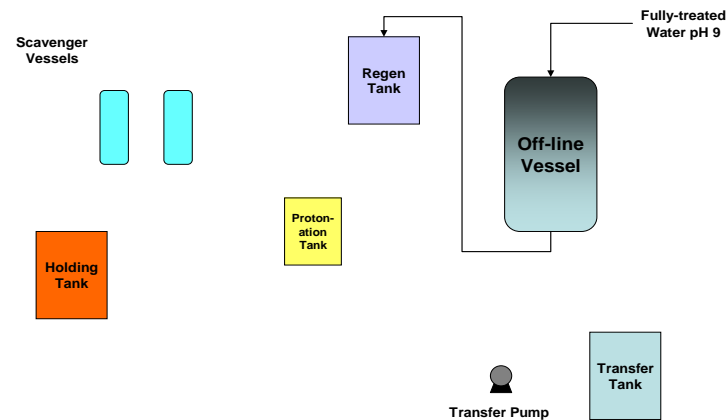 Fully-treated
Water pH 9
Scavenger
Vessels
Regen
Tank
Off-line
Vessel
Proton-
ation
Tank
Holding
Tank
Transfer
Tank
Transfer Pump